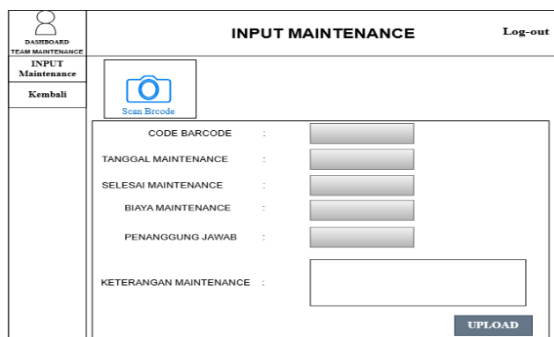 DASHBOARD
TEAM MAINTENANCE
INPUT MAINTENANCE
Log-out
INPUT
Maintenance
Kembali
Scan Brcode
CODE BARCODE :
TANGGAL MAINTENANCE :
SELESAI MAINTENANCE :
BIAYA MAINTENANCE :
PENANGGUNG JAWAB :
KETERANGAN MAINTENANCE :
UPLOAD